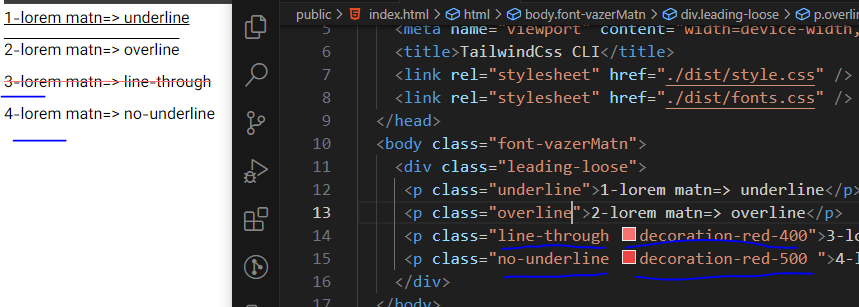 1-lorem matn=> underline
2-lorem matn=> overline
3-lorem matn=> line-through
4-lorem matn=> no-underline
public > index.html > html > body.font-vazerMatn > div.leading-loose > p.overlin
5 <meta name="viewport" content="width=device-width,
6 <title>TailwindCss CLI</title>
7 <link rel="stylesheet" href="./dist/style.css" />
8 <link rel="stylesheet" href="./dist/fonts.css" />
9 </head>
10 <body class="font-vazerMatn">
11 <div class="leading-loose">
12 <p class="underline">1-lorem matn=> underline</p>
13 <p class="overline">2-lorem matn=> overline</p>
14 <p class="line-through decoration-red-400">3-lo
15 <p class="no-underline decoration-red-500 ">4-l
16 </div>
17 </body>